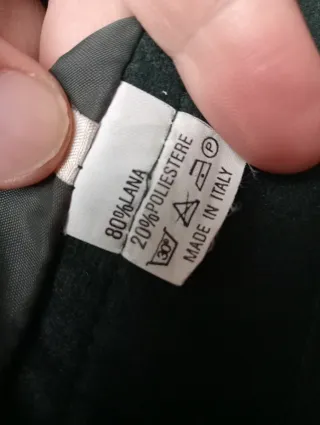 80%LANA
20%POLIESTERE
30° P
MADE IN ITALY